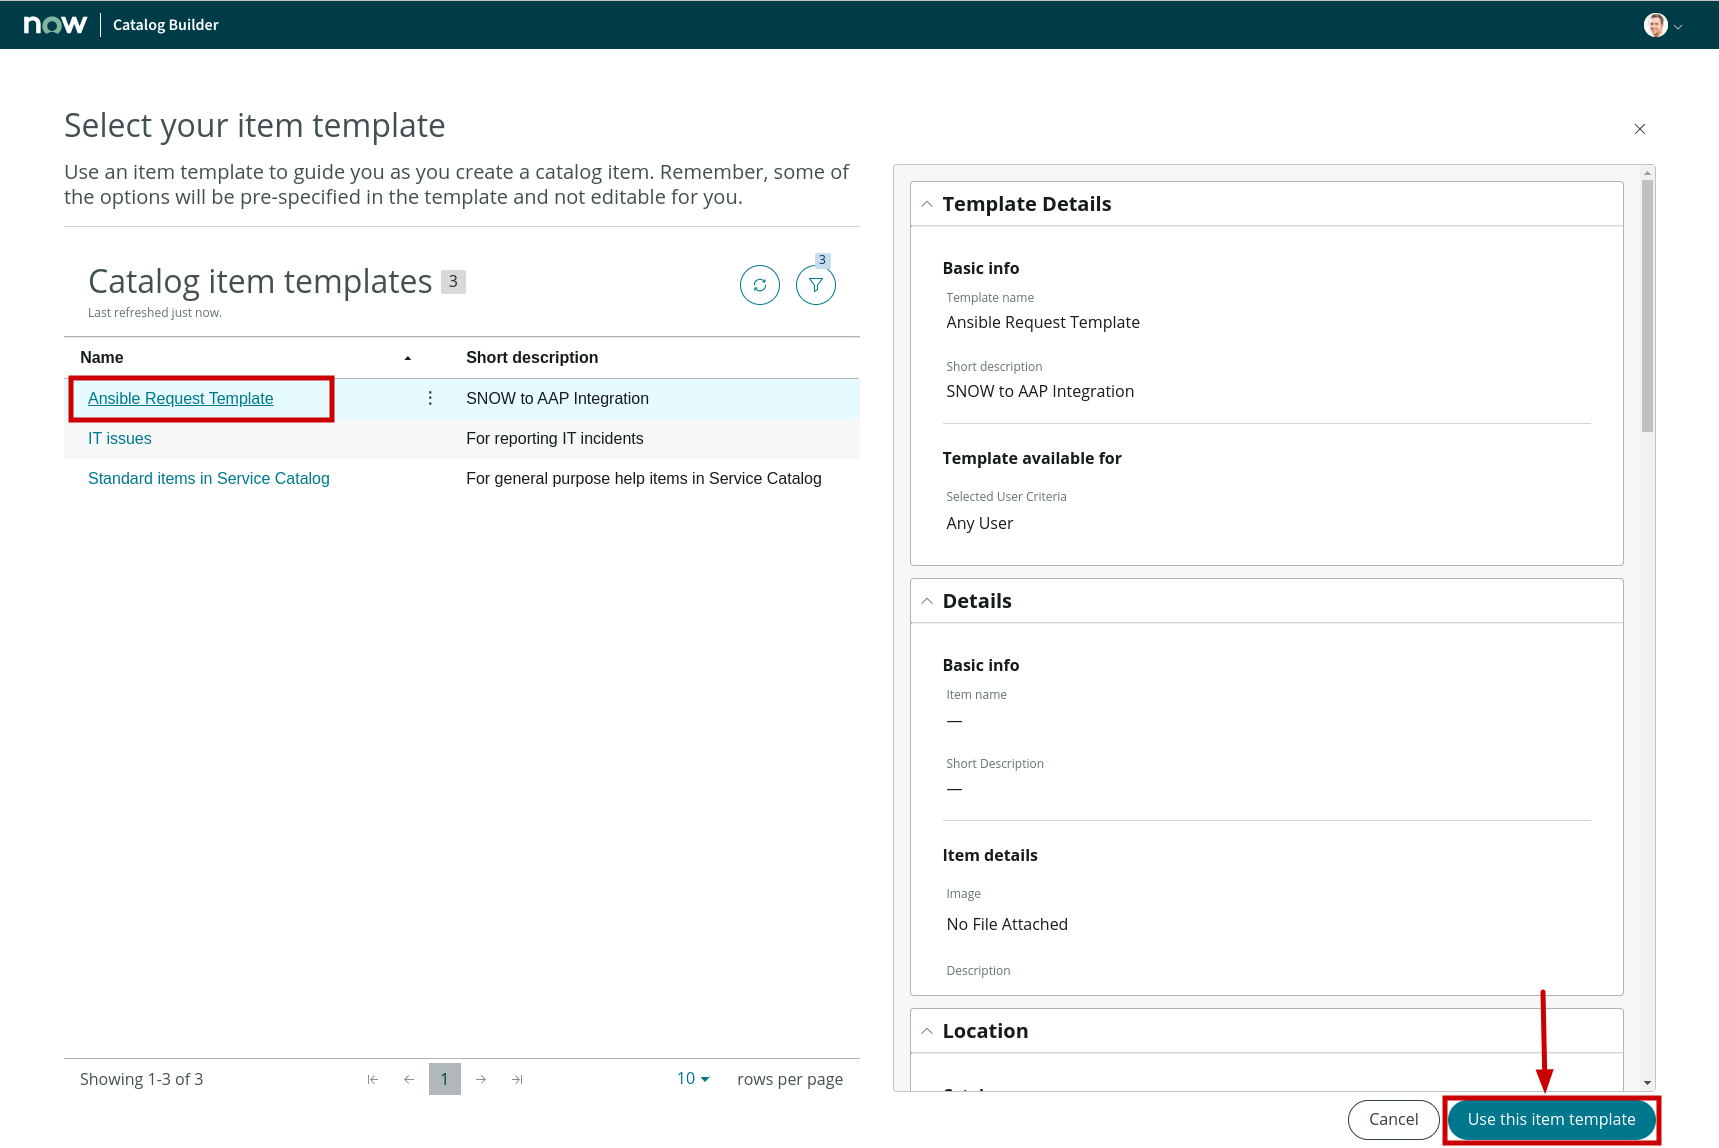 now Catalog Builder
Select your item template
Use an item template to guide you as you create a catalog item. Remember, some of
the options will be pre-specified in the template and not editable for you.
Catalog item templates 3
3
Last refreshed just now.
Name Short description
Ansible Request Template SNOW to AAP Integration
IT issues For reporting IT incidents
Standard items in Service Catalog For general purpose help items in Service Catalog
Showing 1-3 of 3 1 10 rows per page
Template Details
Basic info
Template name
Ansible Request Template
Short description
SNOW to AAP Integration
Template available for
Selected User Criteria
Any User
Details
Basic info
Item name
—
Short Description
—
Item details
Image
No File Attached
Description
Location
Cancel Use this item template